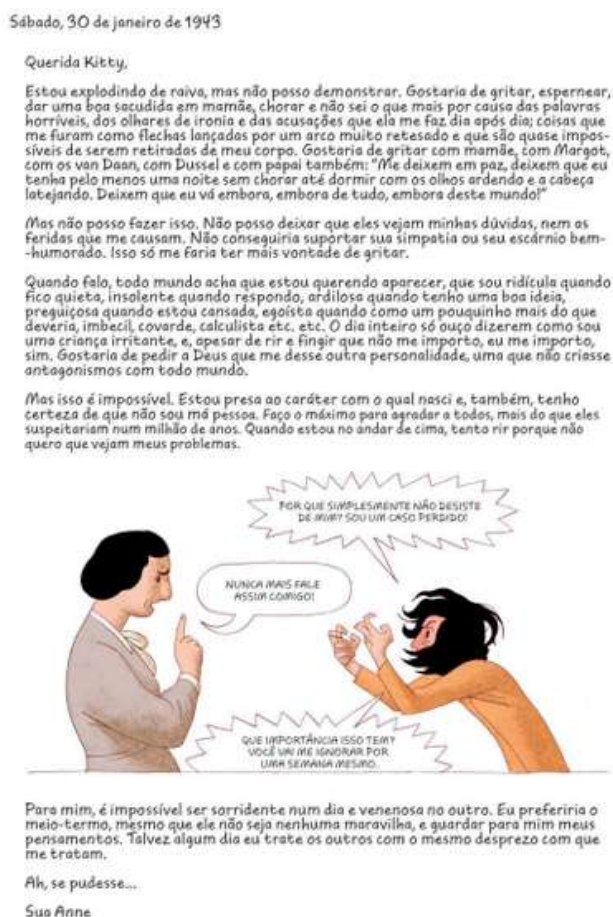 Sábado, 30 de janeiro de 1943
Querida Kitty,
Estou explodindo de raiva, mas não posso demonstrar. Gostaria de gritar, espernear,
dar uma boa sacudida em mamãe, chorar e não sei o que mais por causa das palavras
horríveis, dos olhares de ironia e das acusações que ela me faz dia após dia; coisas que
me furam como flechas lançadas por um arco muito retesado e que são quase impos-
síveis de serem retiradas de meu corpo. Gostaria de gritar com mamãe, com Margot,
com os van Daan, com Dussel e com papai também: "Me deixem em paz, deixem que eu
tenha pelo menos uma noite sem chorar até dormir com os olhos ardendo e a cabeça
latejando. Deixem que eu vá embora, embora de tudo, embora deste mundo!"
Mas não posso fazer isso. Não posso deixar que eles vejam minhas dúvidas, nem as
feridas que me causam. Não conseguiria suportar sua simpatia ou seu escárnio bem-
-humorado. Isso só me faria ter mais vontade de gritar.
Quando falo, todo mundo acha que estou querendo aparecer, que sou ridícula quando
fico quieta, insolente quando respondo, ardilosa quando tenho uma boa ideia,
preguiçosa quando estou cansada, egoísta quando como um pouquinho mais do que
deveria, imbecil, covarde, calculista etc. etc. O dia inteiro só ouço dizerem como sou
uma criança irritante, e, apesar de rir e fingir que não me importo, eu me importo,
sim. Gostaria de pedir a Deus que me desse outra personalidade, uma que não criasse
antagonismos com todo mundo.
Mas isso é impossível. Estou presa ao caráter com o qual nasci e, também, tenho
certeza de que não sou má pessoa. Faço o máximo para agradar a todos, mais do que eles
suspeitariam num milhão de anos. Quando estou no andar de cima, tento rir porque não
quero que vejam meus problemas.
POR QUE SIMPLESMENTE NÃO DESISTE
DE MIM? SOU UM CASO PERDIDO!
NUNCA MAIS FALE
ASSIM COMIGO!
QUE IMPORTÂNCIA ISSO TEM?
VOCÊ VAI ME IGNORAR POR
UMA SEMANA MESMO.
Para mim, é impossível ser sorridente num dia e venenosa no outro. Eu preferiria o
meio-termo, mesmo que ele não seja nenhuma maravilha, e guardar para mim meus
pensamentos. Talvez algum dia eu trate os outros com o mesmo desprezo com que
me tratam.
Ah, se pudesse...
Sua Anne